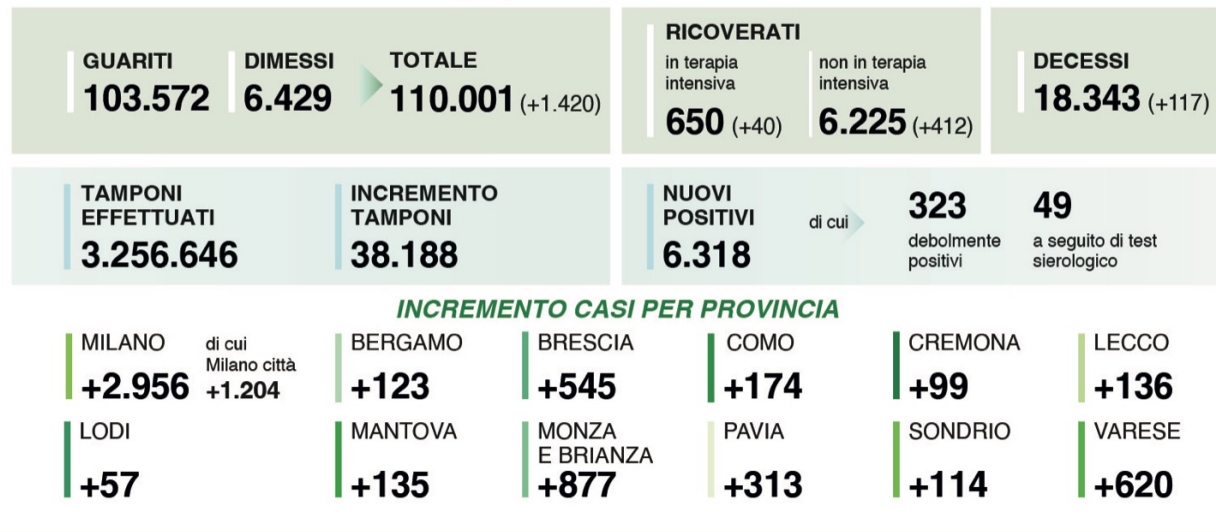 GUARITI
103.572
DIMESSI
6.429
TOTALE
110.001 (+1.420)
RICOVERATI
in terapia
intensiva
650 (+40)
non in terapia
intensiva
6.225 (+412)
DECESSI
18.343 (+117)
TAMPONI
EFFETTUATI
3.256.646
INCREMENTO
TAMPONI
38.188
NUOVI
POSITIVI
6.318
di cui
323
debolmente
positivi
49
a seguito di test
sierologico
INCREMENTO CASI PER PROVINCIA
MILANO
+2.956
di cui
Milano città
+1.204
BERGAMO
+123
BRESCIA
+545
COMO
+174
CREMONA
+99
LECCO
+136
LODI
+57
MANTOVA
+135
MONZA
E BRIANZA
+877
PAVIA
+313
SONDRIO
+114
VARESE
+620